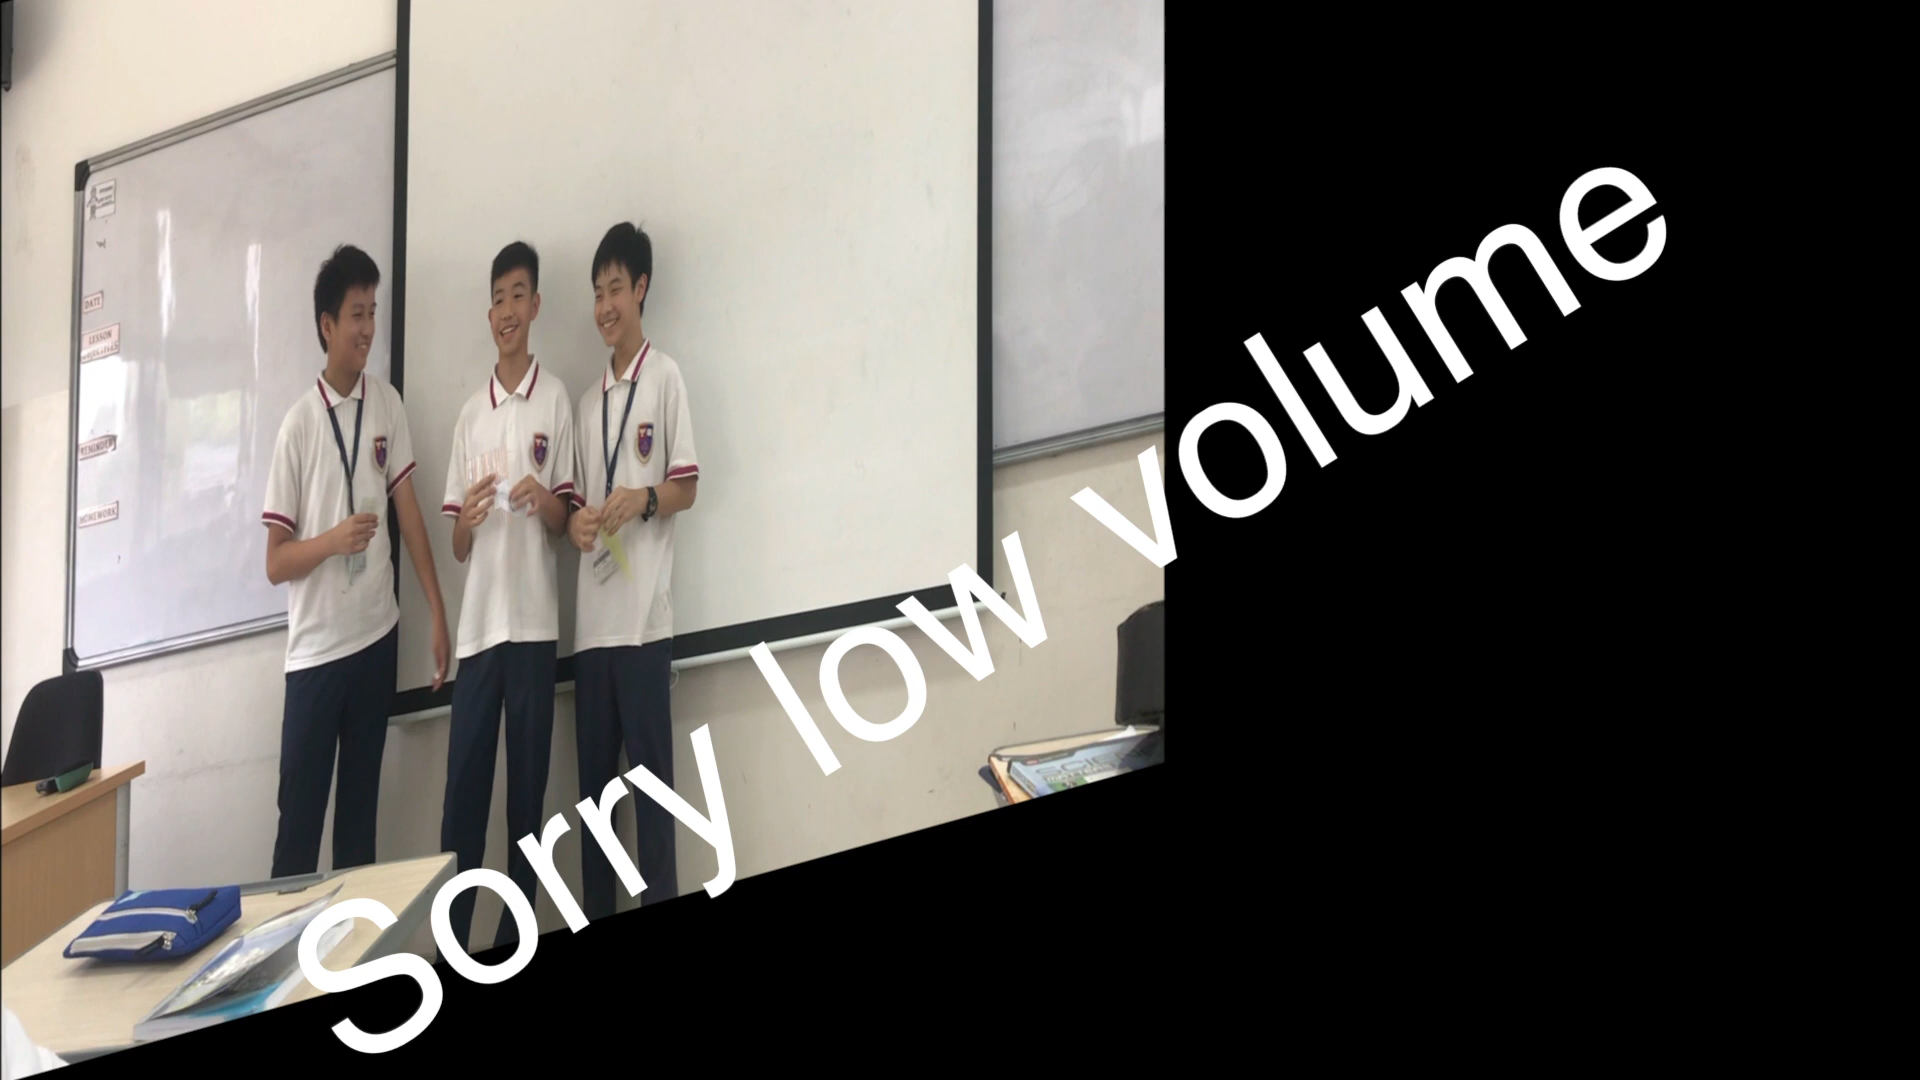 DATE
LESSON
REMINDER
HOMEWORK
Sorry low volume